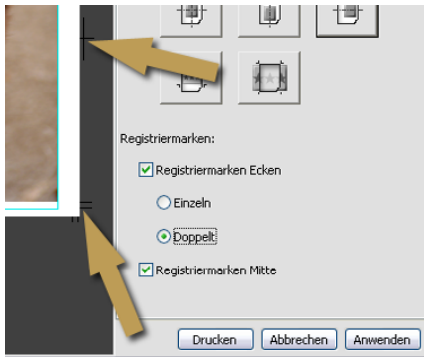 Registriermarken:
Registriermarken Ecken
Einzeln
Doppelt
Registriermarken Mitte
Drucken Abbrechen Anwenden